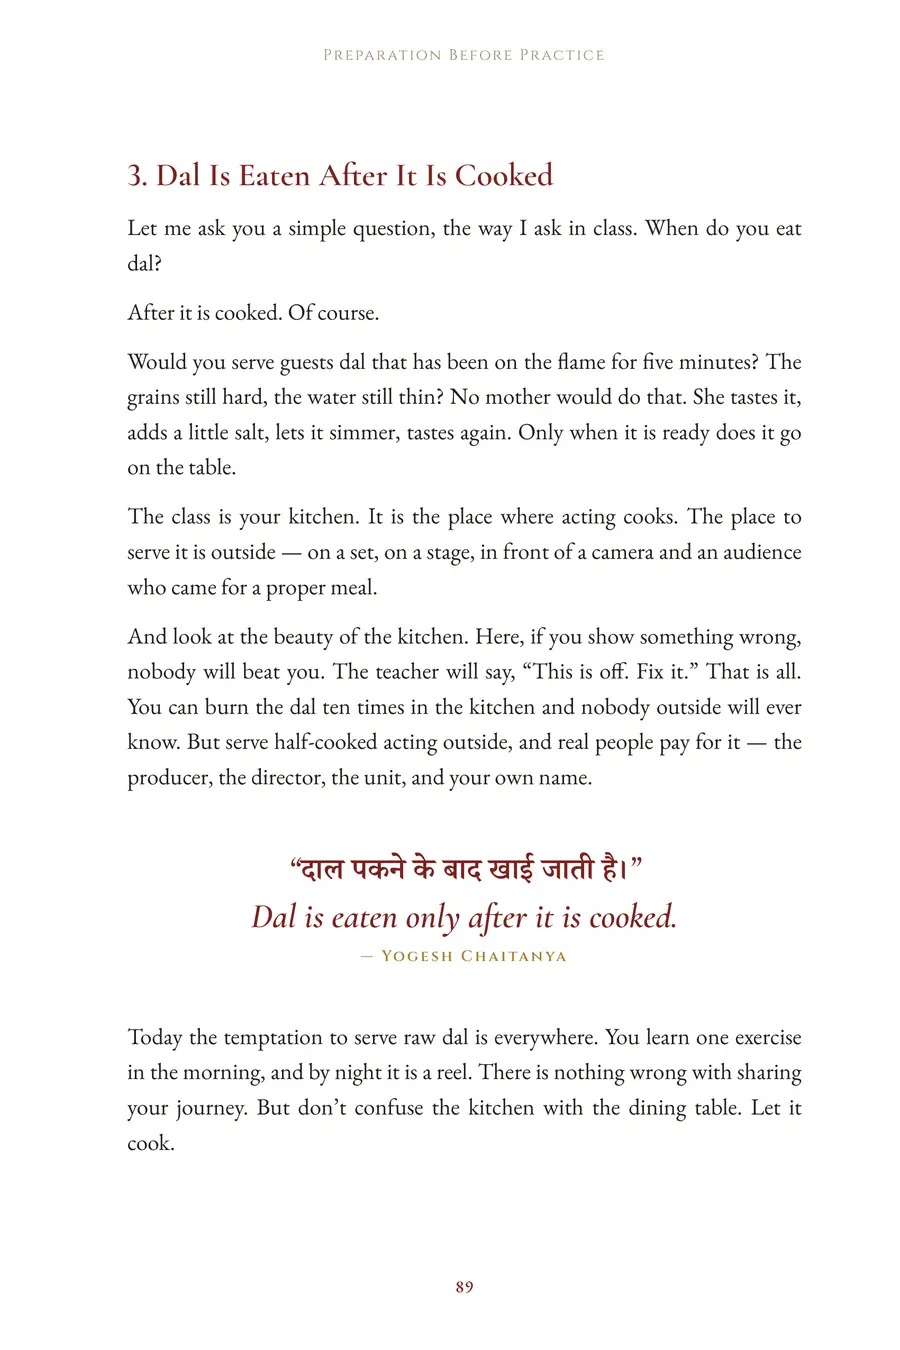 Preparation Before Practice
3. Dal Is Eaten After It Is Cooked
Let me ask you a simple question, the way I ask in class. When do you eat
dal?
After it is cooked. Of course.
Would you serve guests dal that has been on the flame for five minutes? The
grains still hard, the water still thin? No mother would do that. She tastes it,
adds a little salt, lets it simmer, tastes again. Only when it is ready does it go
on the table.
The class is your kitchen. It is the place where acting cooks. The place to
serve it is outside — on a set, on a stage, in front of a camera and an audience
who came for a proper meal.
And look at the beauty of the kitchen. Here, if you show something wrong,
nobody will beat you. The teacher will say, “This is off. Fix it.” That is all.
You can burn the dal ten times in the kitchen and nobody outside will ever
know. But serve half-cooked acting outside, and real people pay for it — the
producer, the director, the unit, and your own name.
“दाल पकने के बाद खाई जाती है।”
Dal is eaten only after it is cooked.
— Yogesh Chaitanya
Today the temptation to serve raw dal is everywhere. You learn one exercise
in the morning, and by night it is a reel. There is nothing wrong with sharing
your journey. But don’t confuse the kitchen with the dining table. Let it
cook.
89